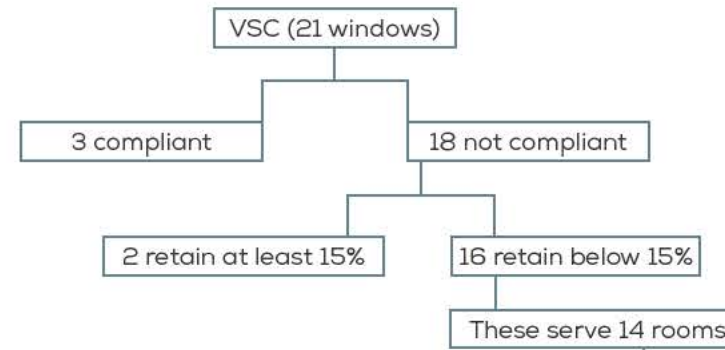 VSC (21 windows)
3 compliant
18 not compliant
2 retain at least 15%
16 retain below 15%
These serve 14 rooms